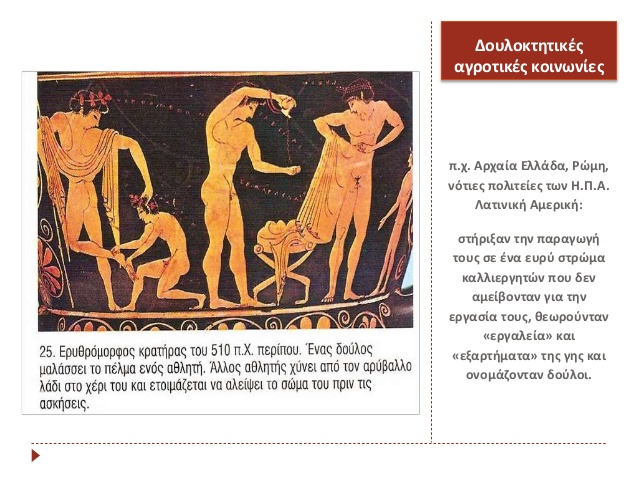 Δουλοκτητικές
αγροτικές κοινωνίες
π.χ. Αρχαία Ελλάδα, Ρώμη,
νότιες πολιτείες των Η.Π.Α.
Λατινική Αμερική:
στήριξαν την παραγωγή
τους σε ένα ευρύ στρώμα
καλλιεργητών που δεν
αμείβονταν για την
εργασία τους, θεωρούνταν
«εργαλεία» και
«εξαρτήματα» της γης και
ονομάζονταν δούλοι.
25. Ερυθρόμορφος κρατήρας του 510 π.Χ. περίπου. Ένας δούλος
μαλάσσει το πέλμα ενός αθλητή. Άλλος αθλητής χύνει από τον αρύβαλλο
λάδι στο χέρι του και ετοιμάζεται να αλείψει το σώμα του πριν τις
ασκήσεις.